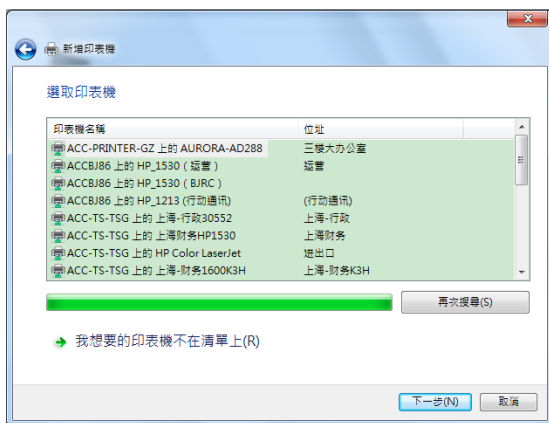 新增印表機
選取印表機
印表機名稱 位址
ACC-PRINTER-GZ 上的 AURORA-AD288 三楼大办公室
ACCBJ86 上的 HP_1530 ( 运营 ) 运营
ACCBJ86 上的 HP_1530 ( BJRC )
ACCBJ86 上的 HP_1213 (行动通讯) (行动通讯)
ACC-TS-TSG 上的 上海-行政30552 上海-行政
ACC-TS-TSG 上的 上海财务HP1530 上海财务
ACC-TS-TSG 上的 HP Color LaserJet 进出口
ACC-TS-TSG 上的 上海-财务1600K3H 上海-财务K3H
再次搜尋(S)
我想要的印表機不在清單上(R)
下一步(N) 取消